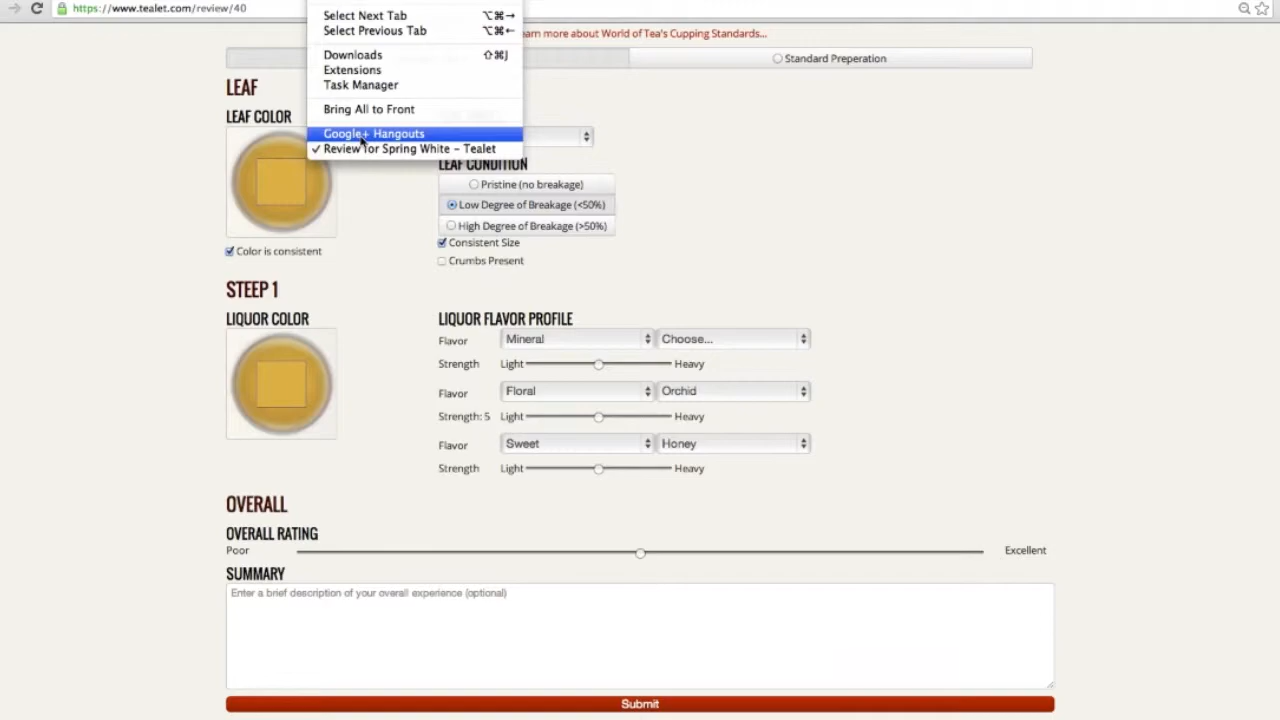 https://www.tealet.com/review/40
Select Next Tab ⌥⌘→
Select Previous Tab ⌥⌘←
earn more about World of Tea's Cupping Standards...
Downloads ⇧⌘J
Standard Preperation
Extensions
Task Manager
LEAF
Bring All to Front
LEAF COLOR
Google+ Hangouts
✓ Review for Spring White – Tealet
LEAF CONDITION
Pristine (no breakage)
Low Degree of Breakage (<50%)
High Degree of Breakage (>50%)
Consistent Size
Color is consistent
Crumbs Present
STEEP 1
LIQUOR COLOR
LIQUOR FLAVOR PROFILE
Flavor Mineral Choose...
Strength Light Heavy
Flavor Floral Orchid
Strength: 5 Light Heavy
Flavor Sweet Honey
Strength Light Heavy
OVERALL
OVERALL RATING
Poor Excellent
SUMMARY
Enter a brief description of your overall experience (optional)
Submit